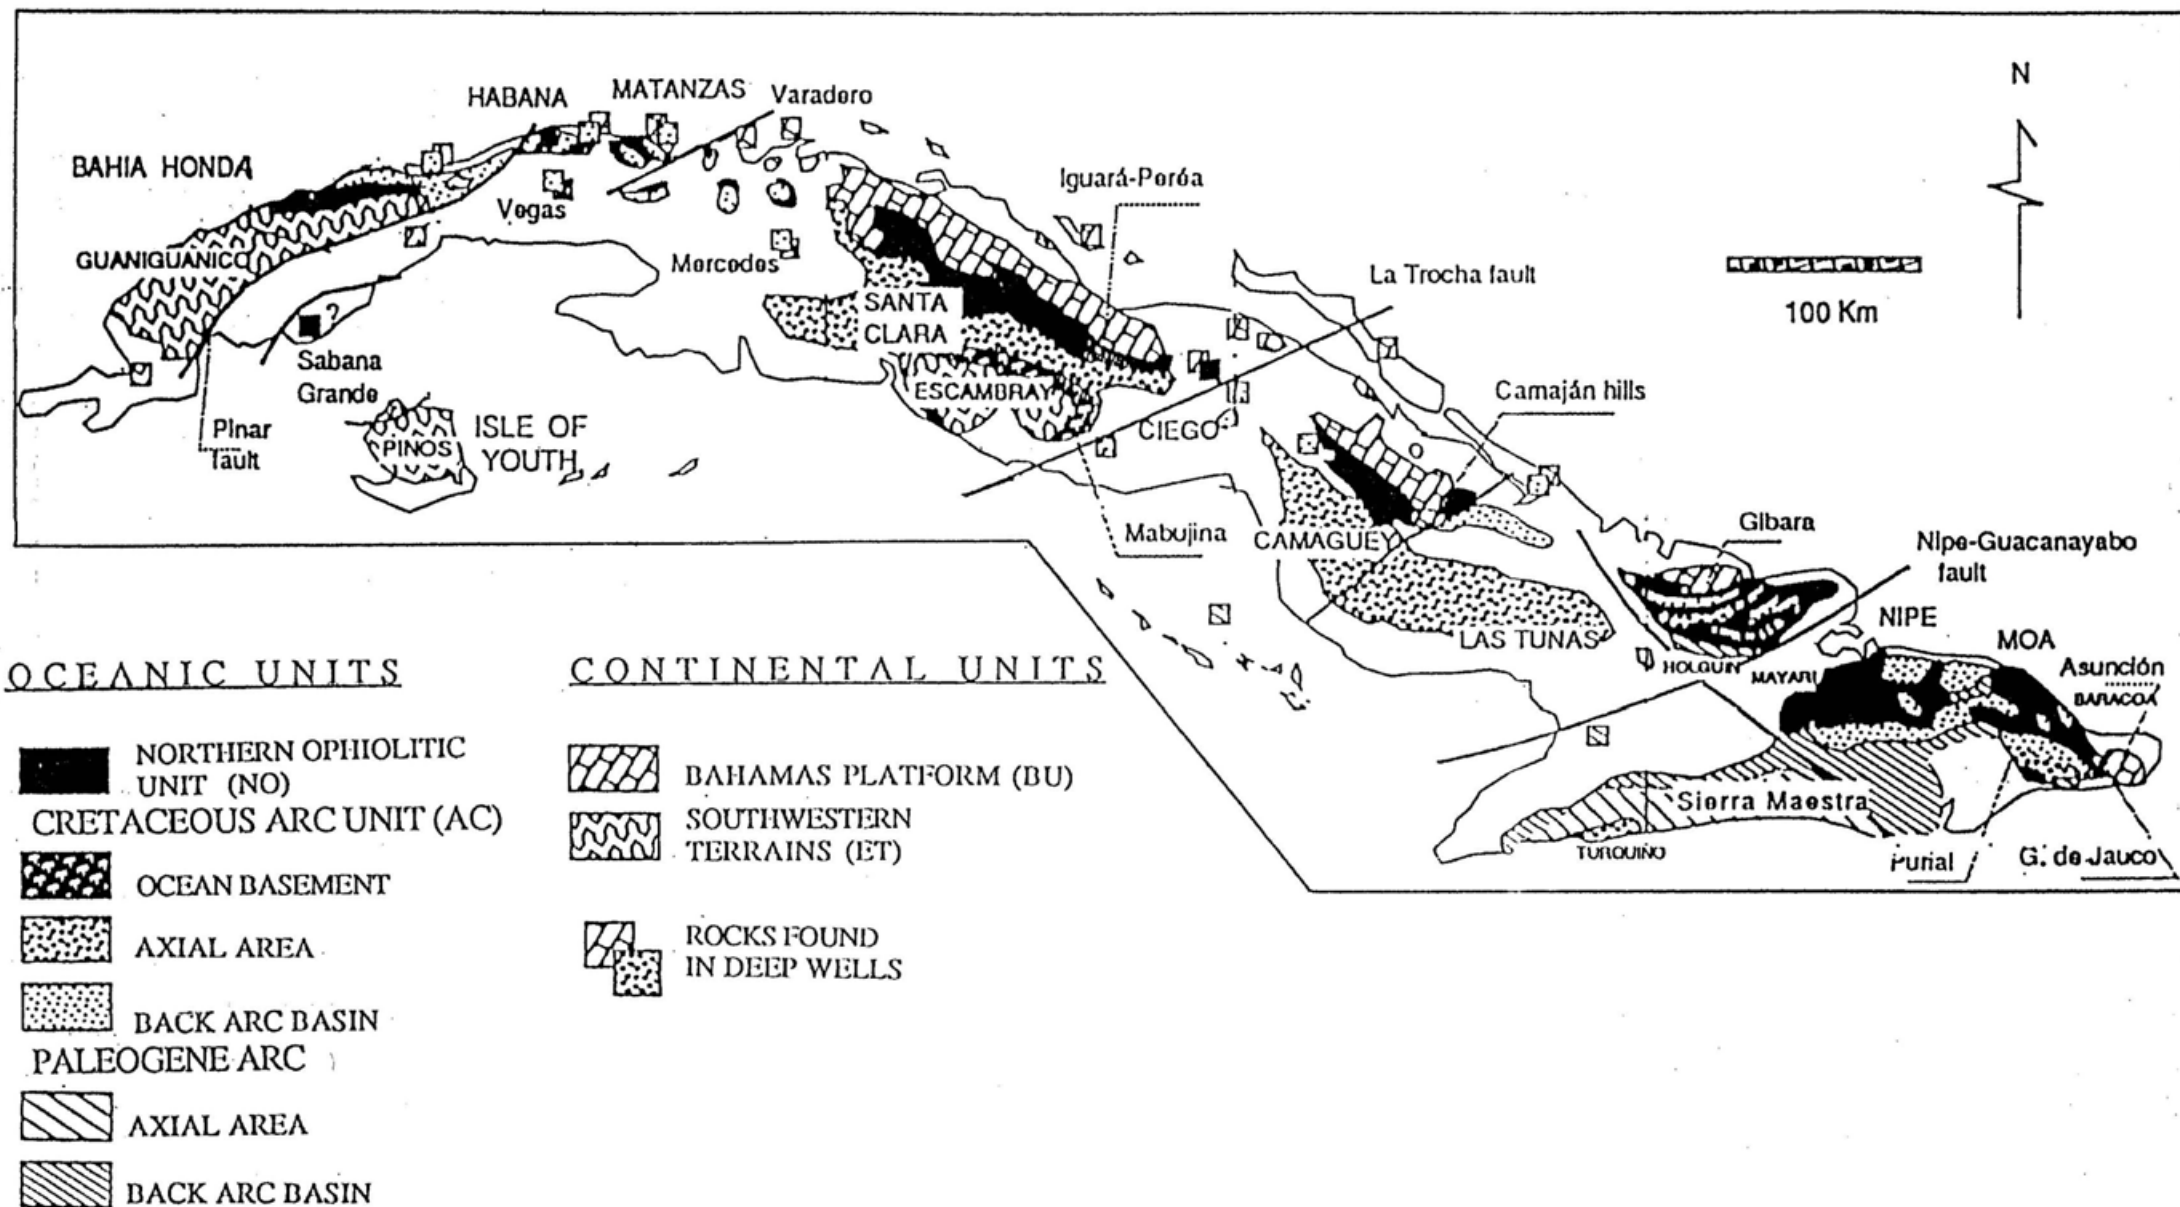 HABANA
MATANZAS
Varadero
N
BAHIA HONDA
Iguará-Peróa
Vegas
GUANIGUANICO
Mercedes
La Trocha fault
100 Km
SANTA
CLARA
?
Sabana
Grande
ESCAMBRAY
Camaján hills
Pinar
fault
PINOS
ISLE OF
YOUTH
CIEGO
Mabujina
CAMAGUEY
Gibara
Nipe-Guacanayabo
fault
NIPE
LAS TUNAS
MOA
HOLGUIN
MAYARI
Asunción
BARACOA
Sierra Maestra
TURQUIÑO
Purial
G. de Jauco
OCEANIC UNITS
NORTHERN OPHIOLITIC
UNIT (NO)
CRETACEOUS ARC UNIT (AC)
OCEAN BASEMENT
AXIAL AREA
BACK ARC BASIN
PALEOGENE ARC
AXIAL AREA
BACK ARC BASIN
CONTINENTAL UNITS
BAHAMAS PLATFORM (BU)
SOUTHWESTERN
TERRAINS (ET)
ROCKS FOUND
IN DEEP WELLS